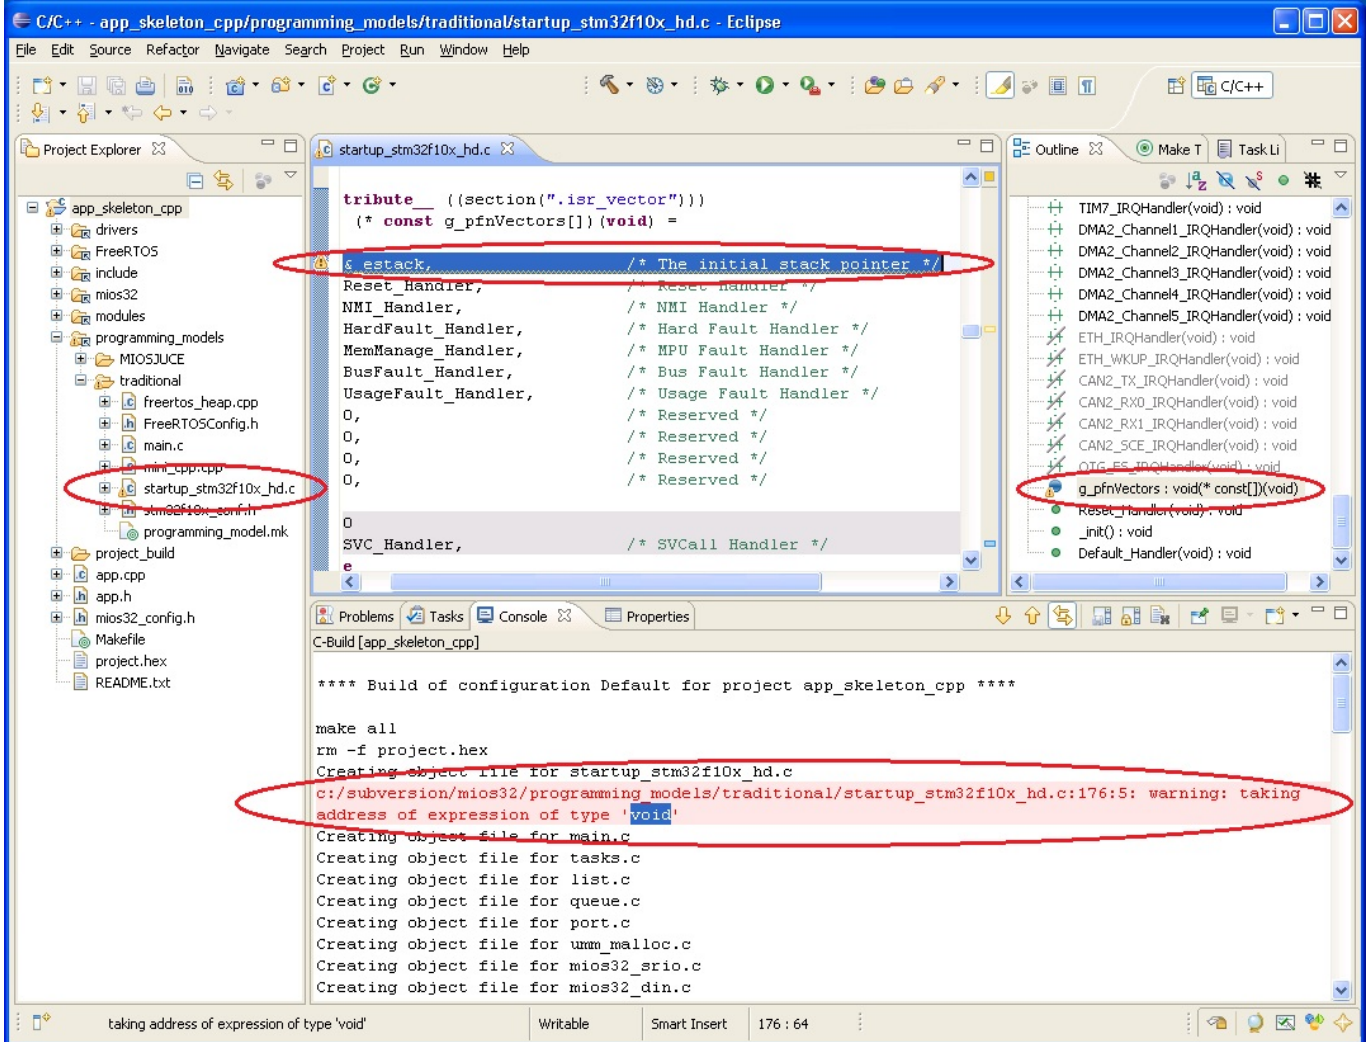 C/C++ - app_skeleton_cpp/programming_models/traditional/startup_stm32f10x_hd.c - Eclipse
File Edit Source Refactor Navigate Search Project Run Window Help
C/C++
Project Explorer
app_skeleton_cpp
drivers
FreeRTOS
include
mios32
modules
programming_models
MIOSJUCE
traditional
freertos_heap.cpp
FreeRTOSConfig.h
main.c
mini_cpp.cpp
startup_stm32f10x_hd.c
stm32f10x_conf.h
programming_model.mk
project_build
app.cpp
app.h
mios32_config.h
Makefile
project.hex
README.txt
startup_stm32f10x_hd.c
tribute__ ((section(".isr_vector")))
(* const g_pfnVectors[])(void) =
&_estack, /* The initial stack pointer */
Reset_Handler, /* Reset Handler */
NMI_Handler, /* NMI Handler */
HardFault_Handler, /* Hard Fault Handler */
MemManage_Handler, /* MPU Fault Handler */
BusFault_Handler, /* Bus Fault Handler */
UsageFault_Handler, /* Usage Fault Handler */
0, /* Reserved */
0, /* Reserved */
0, /* Reserved */
0, /* Reserved */
0
SVC_Handler, /* SVCall Handler */
e
Outline Make T Task Li
TIM7_IRQHandler(void) : void
DMA2_Channel1_IRQHandler(void) : void
DMA2_Channel2_IRQHandler(void) : void
DMA2_Channel3_IRQHandler(void) : void
DMA2_Channel4_IRQHandler(void) : void
DMA2_Channel5_IRQHandler(void) : void
ETH_IRQHandler(void) : void
ETH_WKUP_IRQHandler(void) : void
CAN2_TX_IRQHandler(void) : void
CAN2_RX0_IRQHandler(void) : void
CAN2_RX1_IRQHandler(void) : void
CAN2_SCE_IRQHandler(void) : void
OTG_FS_IRQHandler(void) : void
g_pfnVectors : void(* const[])(void)
Reset_Handler(void) : void
_init() : void
Default_Handler(void) : void
Problems Tasks Console Properties
C-Build [app_skeleton_cpp]
**** Build of configuration Default for project app_skeleton_cpp ****
make all
rm -f project.hex
Creating object file for startup_stm32f10x_hd.c
c:/subversion/mios32/programming_models/traditional/startup_stm32f10x_hd.c:176:5: warning: taking
address of expression of type 'void'
Creating object file for main.c
Creating object file for tasks.c
Creating object file for list.c
Creating object file for queue.c
Creating object file for port.c
Creating object file for umm_malloc.c
Creating object file for mios32_srio.c
Creating object file for mios32_din.c
taking address of expression of type 'void' Writable Smart Insert 176 : 64